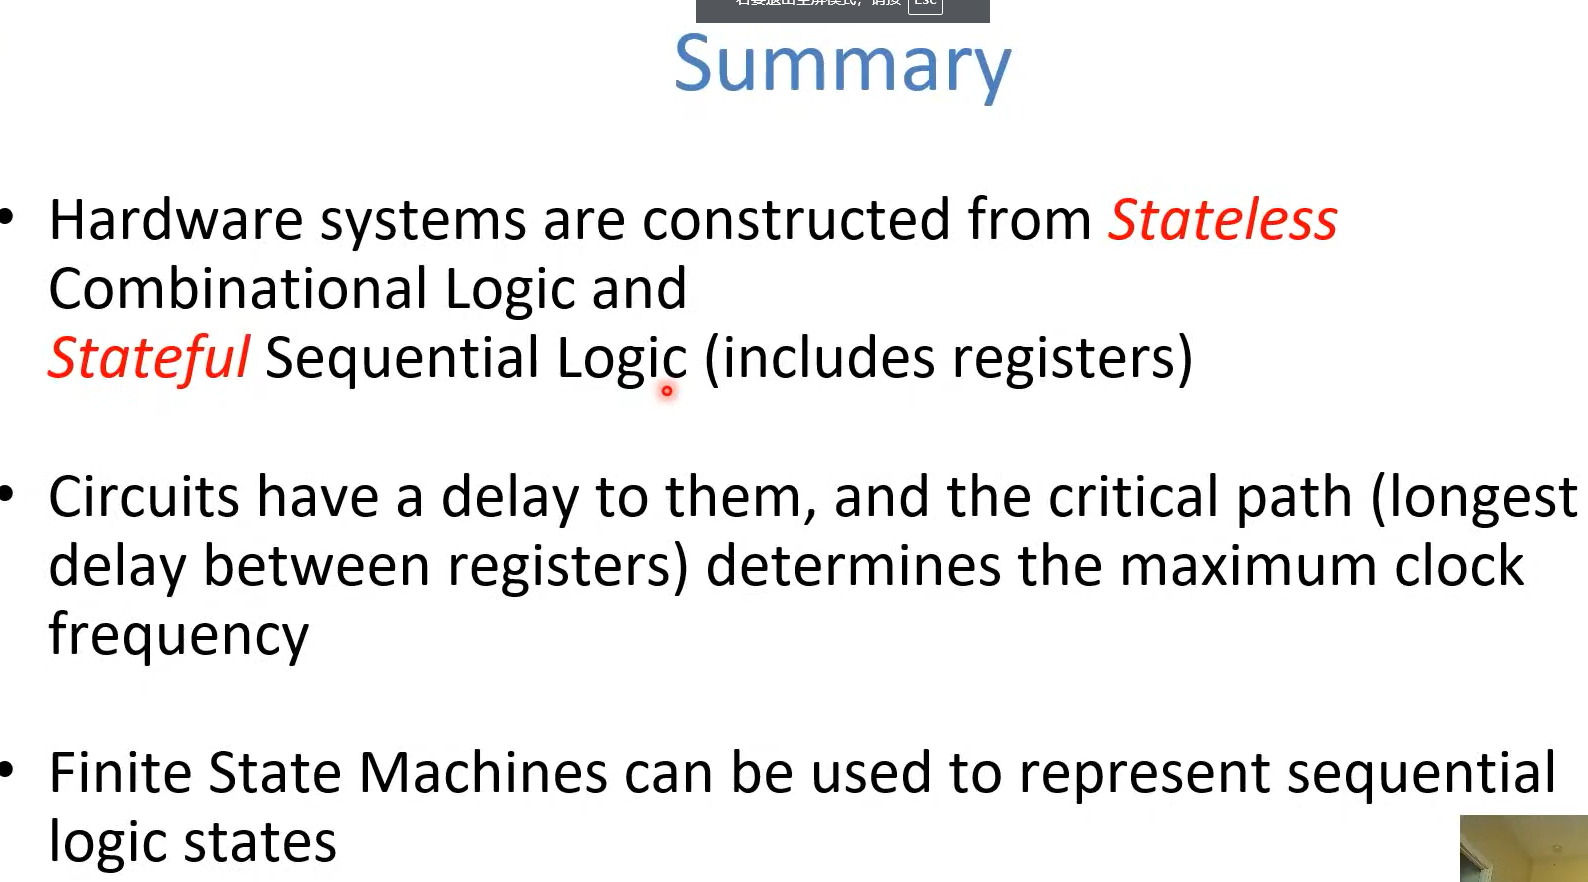 Esc
Summary
• Hardware systems are constructed from Stateless
Combinational Logic and
Stateful Sequential Logic (includes registers)
• Circuits have a delay to them, and the critical path (longest
delay between registers) determines the maximum clock
frequency
• Finite State Machines can be used to represent sequential
logic states